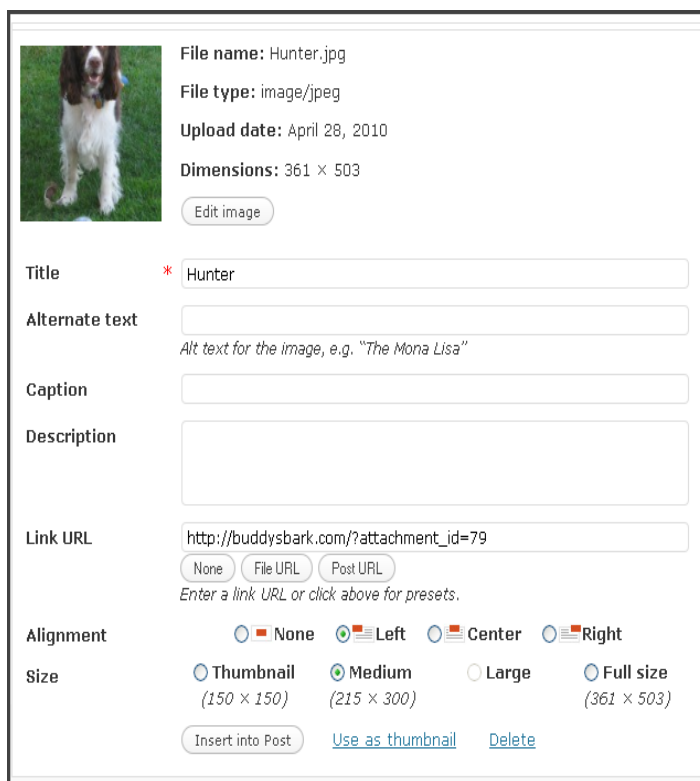 File name: Hunter.jpg
File type: image/jpeg
Upload date: April 28, 2010
Dimensions: 361 × 503
Edit image
Title * Hunter
Alternate text
Alt text for the image, e.g. “The Mona Lisa”
Caption
Description
Link URL http://buddysbark.com/?attachment_id=79
None File URL Post URL
Enter a link URL or click above for presets.
Alignment None Left Center Right
Size Thumbnail Medium Large Full size
(150 × 150) (215 × 300) (361 × 503)
Insert into Post Use as thumbnail Delete